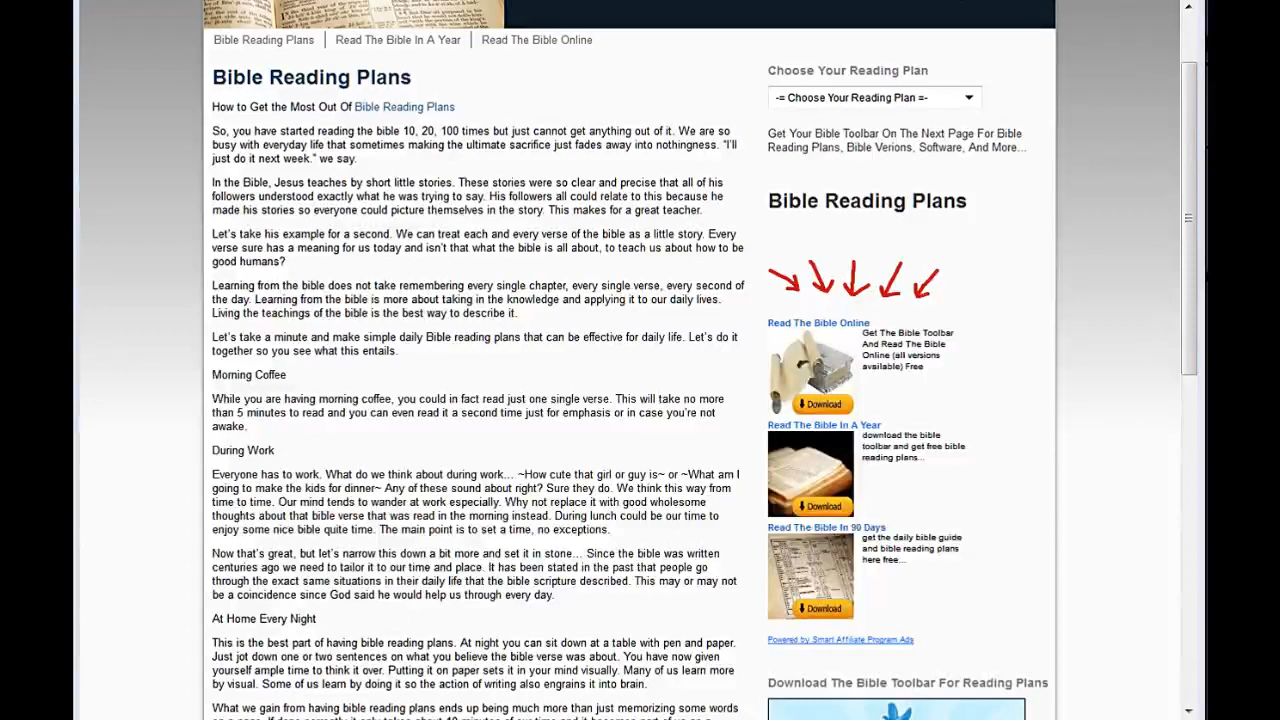 Bible Reading Plans
Read The Bible In A Year
Read The Bible Online
Bible Reading Plans
How to Get the Most Out Of Bible Reading Plans
So, you have started reading the bible 10, 20, 100 times but just cannot get anything out of it. We are so
busy with everyday life that sometimes making the ultimate sacrifice just fades away into nothingness. “I’ll
just do it next week.” we say.
In the Bible, Jesus teaches by short little stories. These stories were so clear and precise that all of his
followers understood exactly what he was trying to say. His followers all could relate to this because he
made his stories so everyone could picture themselves in the story. This makes for a great teacher.
Let’s take his example for a second. We can treat each and every verse of the bible as a little story. Every
verse sure has a meaning for us today and isn’t that what the bible is all about, to teach us about how to be
good humans?
Learning from the bible does not take remembering every single chapter, every single verse, every second of
the day. Learning from the bible is more about taking in the knowledge and applying it to our daily lives.
Living the teachings of the bible is the best way to describe it.
Let’s take a minute and make simple daily Bible reading plans that can be effective for daily life. Let’s do it
together so you see what this entails.
Morning Coffee
While you are having morning coffee, you could in fact read just one single verse. This will take no more
than 5 minutes to read and you can even read it a second time just for emphasis or in case you’re not
awake.
During Work
Everyone has to work. What do we think about during work… ~How cute that girl or guy is~ or ~What am I
going to make the kids for dinner~ Any of these sound about right? Sure they do. We think this way from
time to time. Our mind tends to wander at work especially. Why not replace it with good wholesome
thoughts about that bible verse that was read in the morning instead. During lunch could be our time to
enjoy some nice bible quite time. The main point is to set a time, no exceptions.
Now that’s great, but let’s narrow this down a bit more and set it in stone… Since the bible was written
centuries ago we need to tailor it to our time and place. It has been stated in the past that people go
through the exact same situations in their daily life that the bible scripture described. This may or may not
be a coincidence since God said he would help us through every day.
At Home Every Night
This is the best part of having bible reading plans. At night you can sit down at a table with pen and paper.
Just jot down one or two sentences on what you believe the bible verse was about. You have now given
yourself ample time to think it over. Putting it on paper sets it in your mind visually. Many of us learn more
by visual. Some of us learn by doing it so the action of writing also engrains it into brain.
What we gain from having bible reading plans ends up being much more than just memorizing some words
Choose Your Reading Plan
-= Choose Your Reading Plan =-
Get Your Bible Toolbar On The Next Page For Bible
Reading Plans, Bible Verions, Software, And More...
Bible Reading Plans
Read The Bible Online
Get The Bible Toolbar
And Read The Bible
Online (all versions
available) Free
Download
Read The Bible In A Year
download the bible
toolbar and get free bible
reading plans...
Download
Read The Bible In 90 Days
get the daily bible guide
and bible reading plans
here free...
Download
Powered by Smart Affiliate Program Ads
Download The Bible Toolbar For Reading Plans